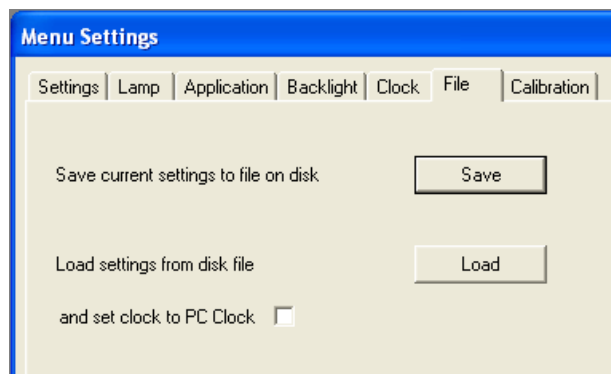 Menu Settings
Settings Lamp Application Backlight Clock File Calibration
Save current settings to file on disk Save
Load settings from disk file Load
and set clock to PC Clock